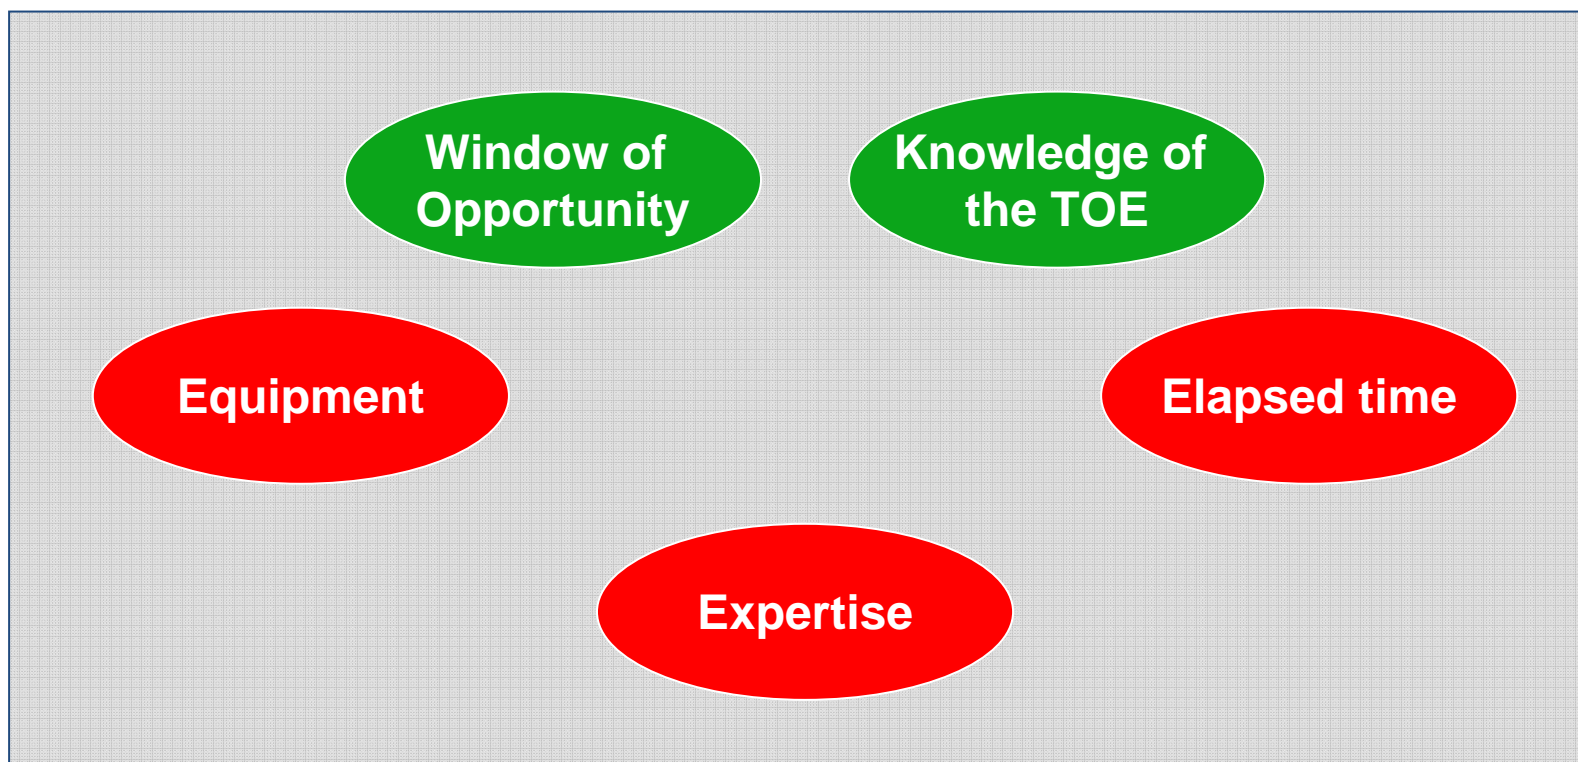 Window of
Opportunity
Knowledge of
the TOE
Equipment
Elapsed time
Expertise